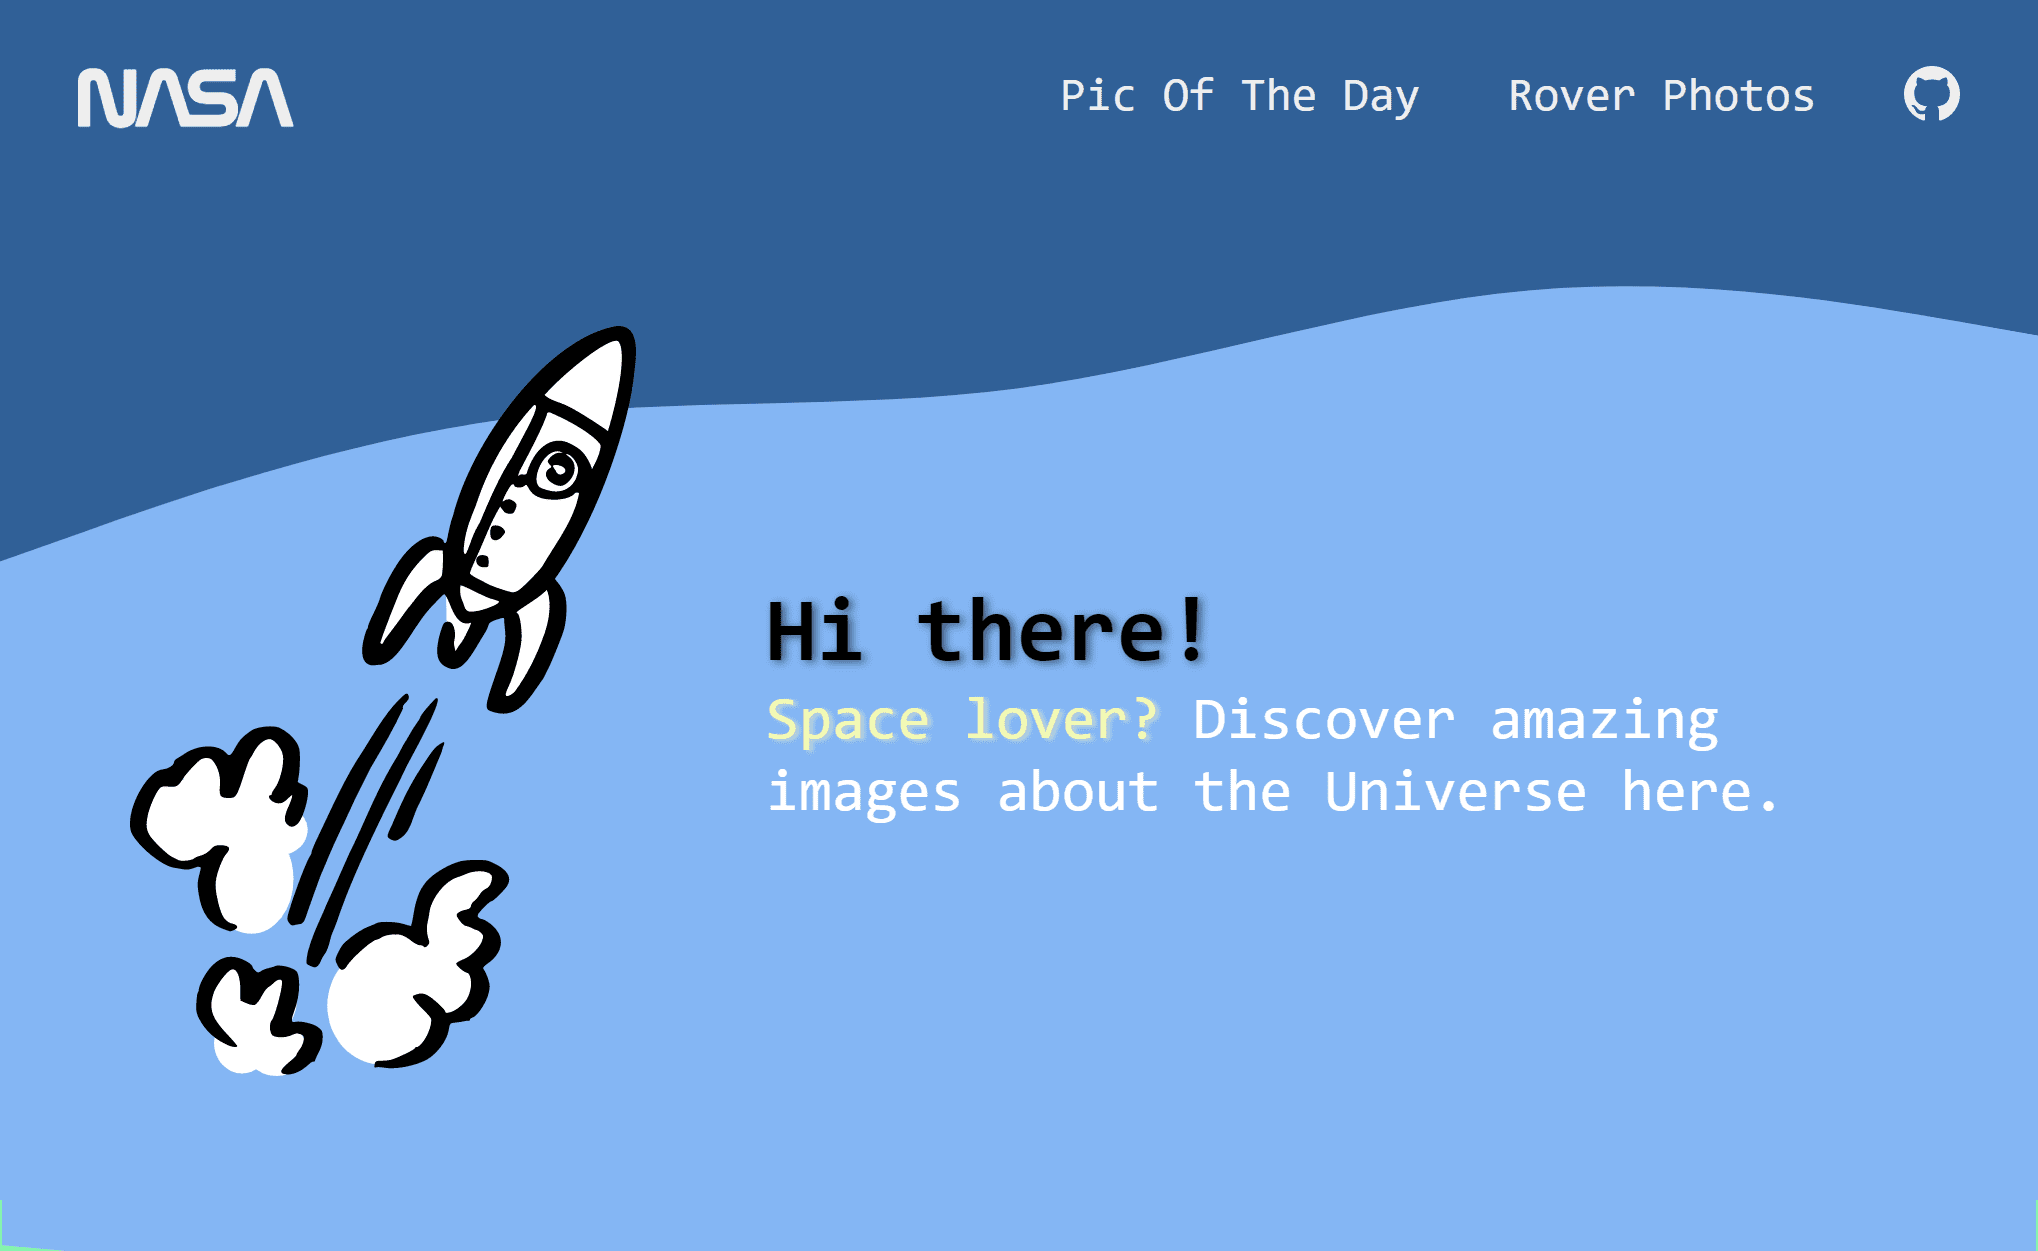 NASA
Pic Of The Day
Rover Photos
Hi there!
Space lover? Discover amazing
images about the Universe here.